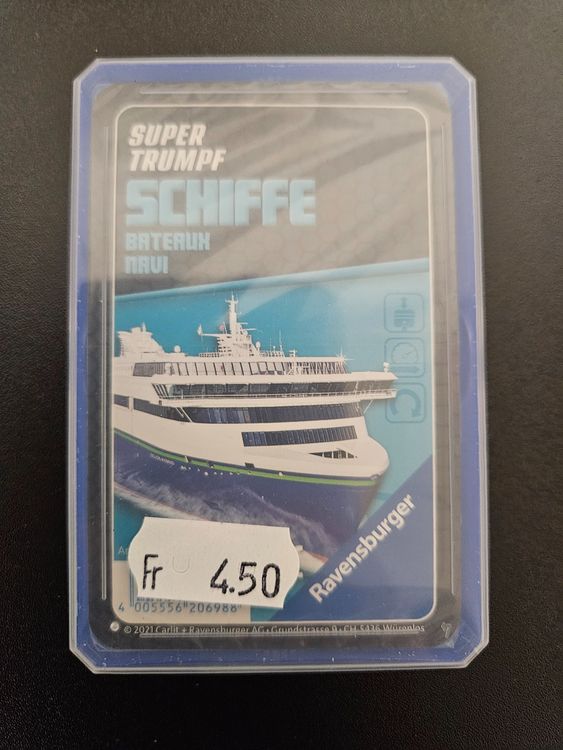 SUPER
TRUMPF
SCHIFFE
BATEAUX
NAVI
Ravensburger
Fr 4.50
4 005556 206988
© 2021 Carlit + Ravensburger AG • Grundstrasse 9 • CH-5436 Würenlos